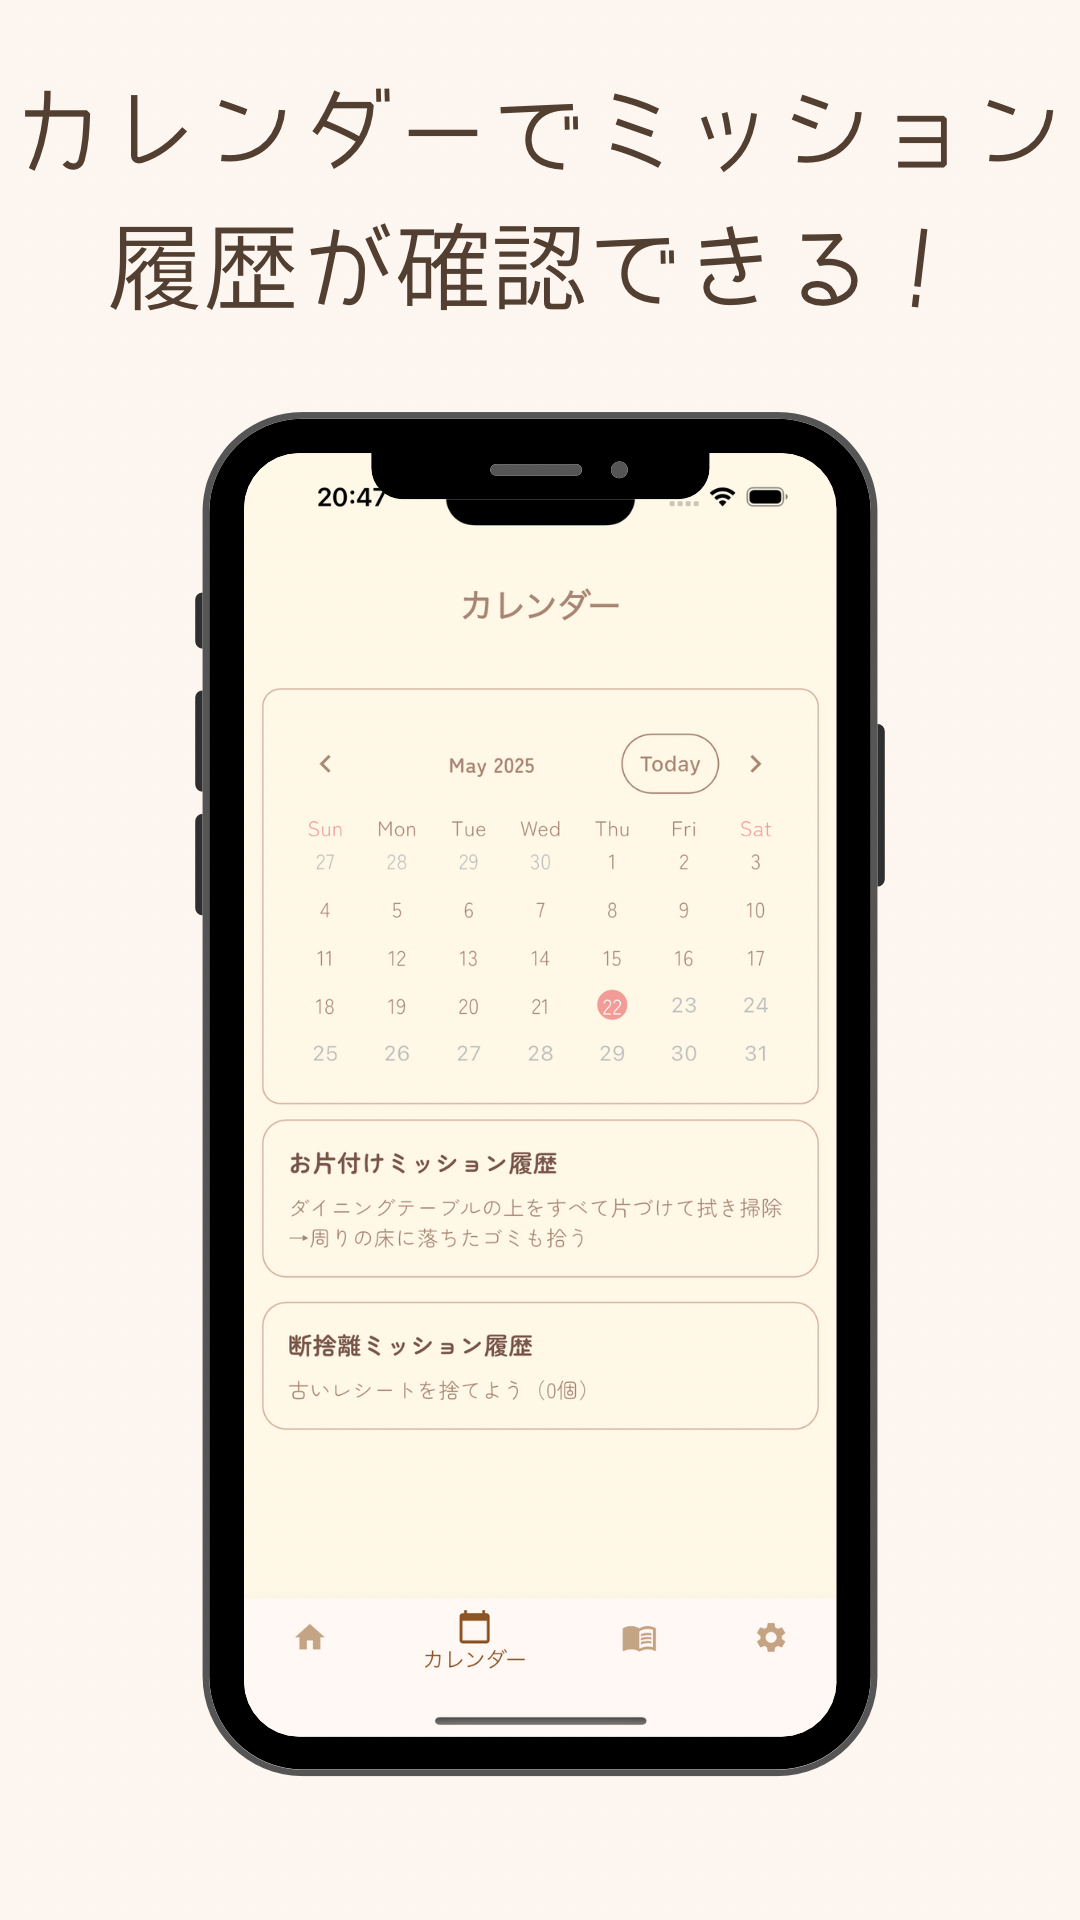 カレンダーでミッション
履歴が確認できる！
20:47
カレンダー
May 2025 Today
Sun Mon Tue Wed Thu Fri Sat
27 28 29 30 1 2 3
4 5 6 7 8 9 10
11 12 13 14 15 16 17
18 19 20 21 22 23 24
25 26 27 28 29 30 31
お片付けミッション履歴
ダイニングテーブルの上をすべて片づけて拭き掃除
→周りの床に落ちたゴミも拾う
断捨離ミッション履歴
古いレシートを捨てよう（0個）
カレンダー